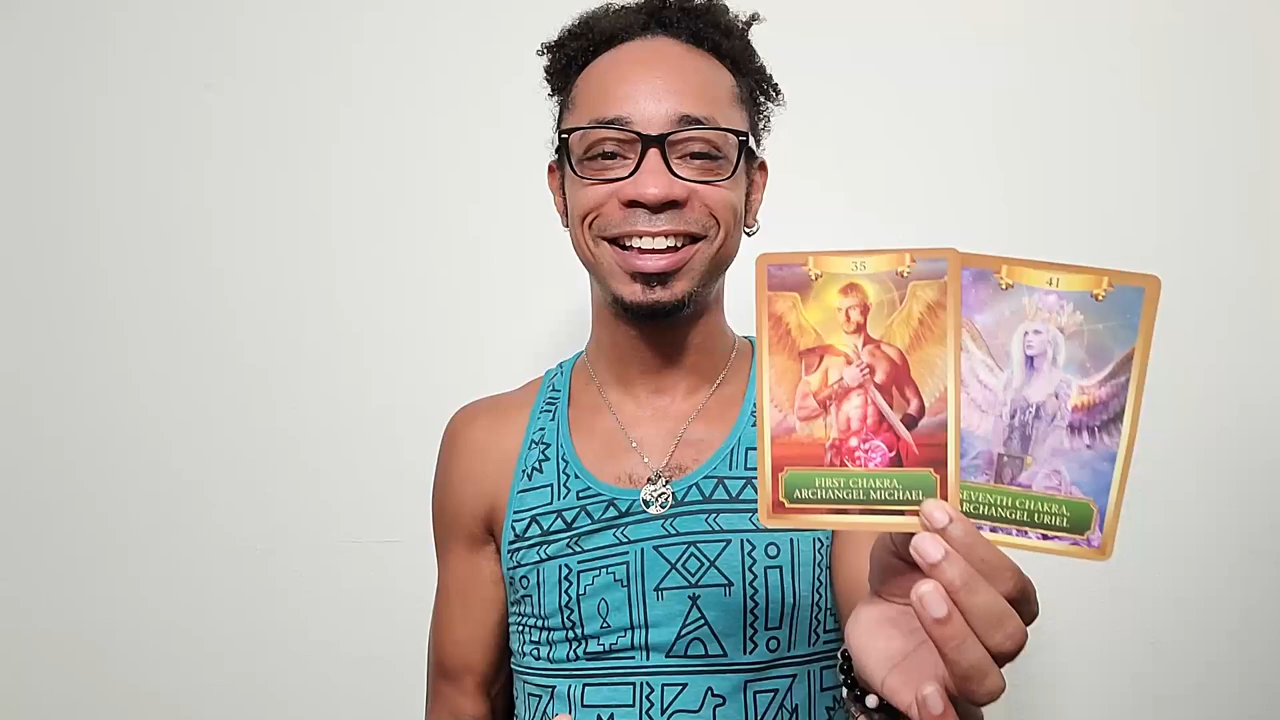 35
FIRST CHAKRA,
ARCHANGEL MICHAEL
41
SEVENTH CHAKRA,
ARCHANGEL URIEL